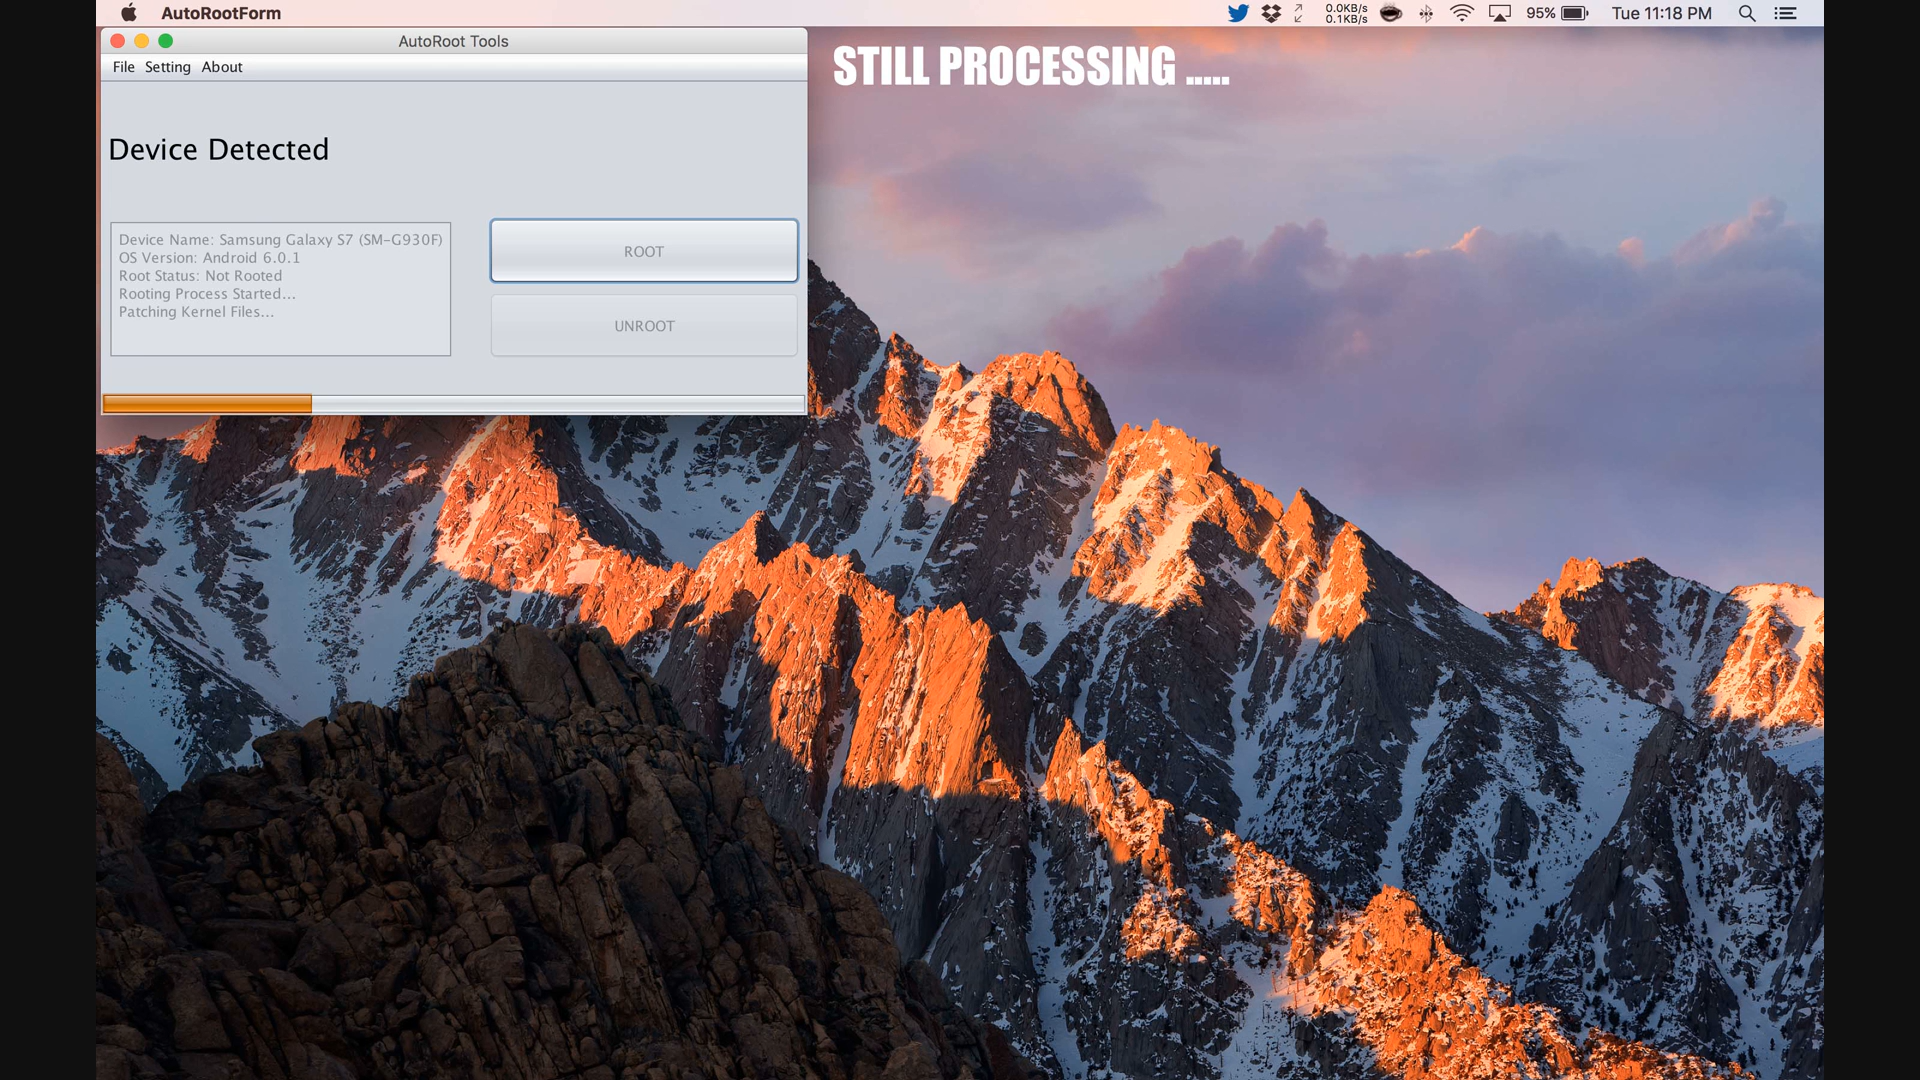 AutoRootForm
0.0KB/s
0.1KB/s
95%
Tue 11:18 PM
AutoRoot Tools
File Setting About
STILL PROCESSING .....
Device Detected
Device Name: Samsung Galaxy S7 (SM-G930F)
OS Version: Android 6.0.1
Root Status: Not Rooted
Rooting Process Started...
Patching Kernel Files...
ROOT
UNROOT